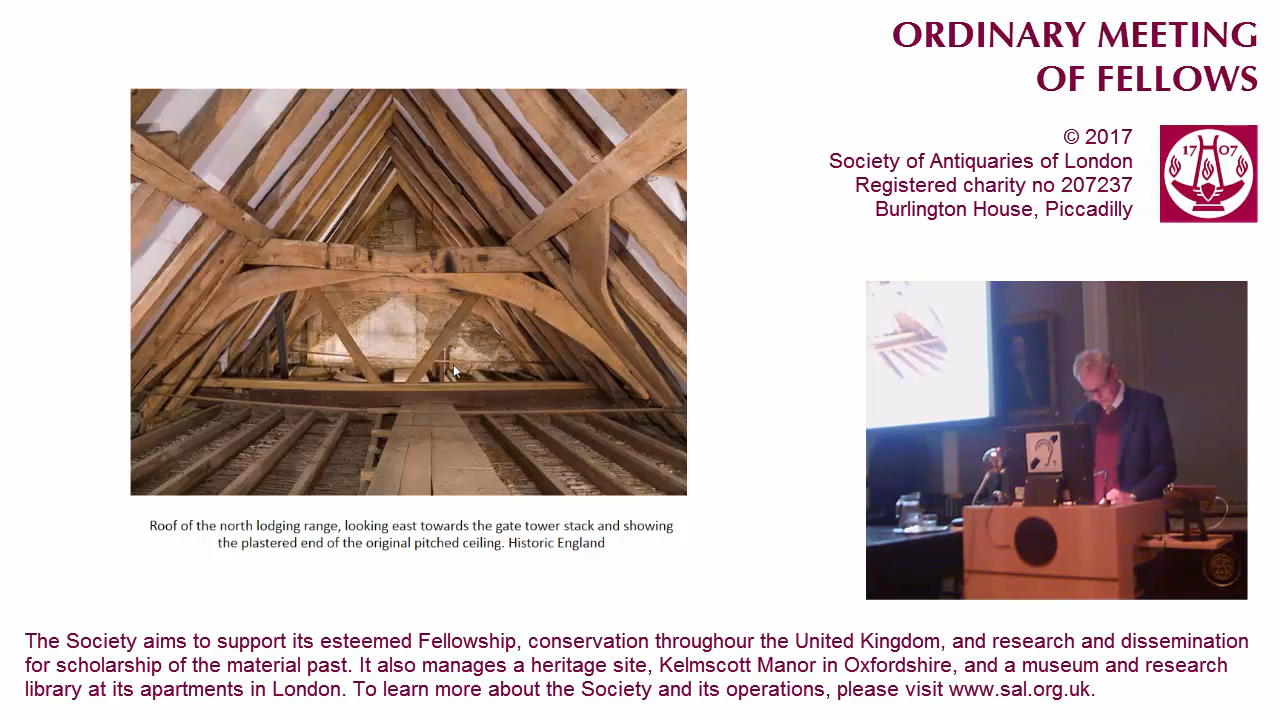 ORDINARY MEETING
OF FELLOWS
© 2017
Society of Antiquaries of London
Registered charity no 207237
Burlington House, Piccadilly
17 07
Roof of the north lodging range, looking east towards the gate tower stack and showing
the plastered end of the original pitched ceiling. Historic England
The Society aims to support its esteemed Fellowship, conservation throughour the United Kingdom, and research and dissemination
for scholarship of the material past. It also manages a heritage site, Kelmscott Manor in Oxfordshire, and a museum and research
library at its apartments in London. To learn more about the Society and its operations, please visit www.sal.org.uk.